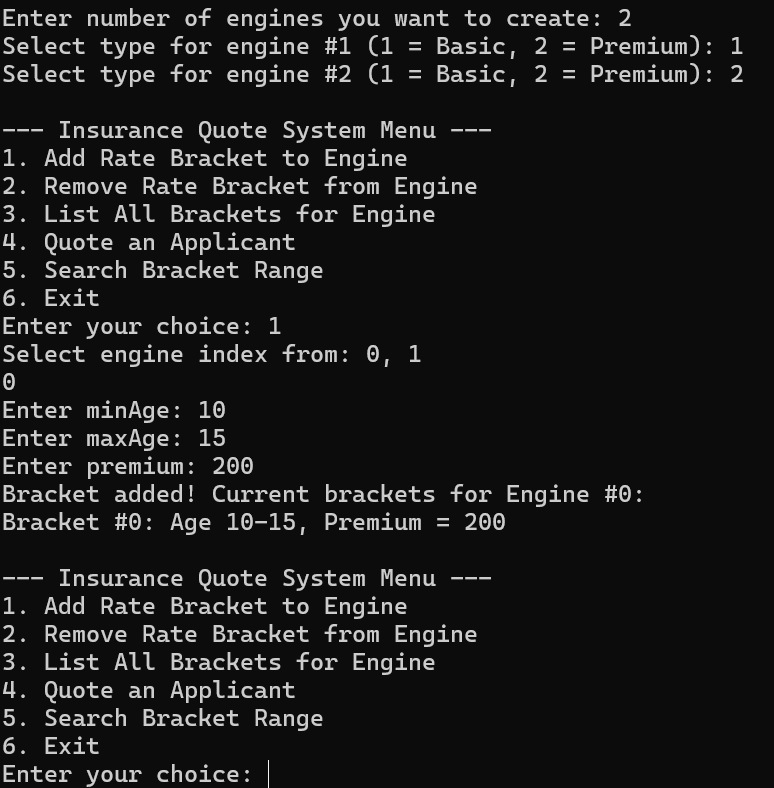 Enter number of engines you want to create: 2
Select type for engine #1 (1 = Basic, 2 = Premium): 1
Select type for engine #2 (1 = Basic, 2 = Premium): 2
--- Insurance Quote System Menu ---
1. Add Rate Bracket to Engine
2. Remove Rate Bracket from Engine
3. List All Brackets for Engine
4. Quote an Applicant
5. Search Bracket Range
6. Exit
Enter your choice: 1
Select engine index from: 0, 1
0
Enter minAge: 10
Enter maxAge: 15
Enter premium: 200
Bracket added! Current brackets for Engine #0:
Bracket #0: Age 10-15, Premium = 200
--- Insurance Quote System Menu ---
1. Add Rate Bracket to Engine
2. Remove Rate Bracket from Engine
3. List All Brackets for Engine
4. Quote an Applicant
5. Search Bracket Range
6. Exit
Enter your choice: